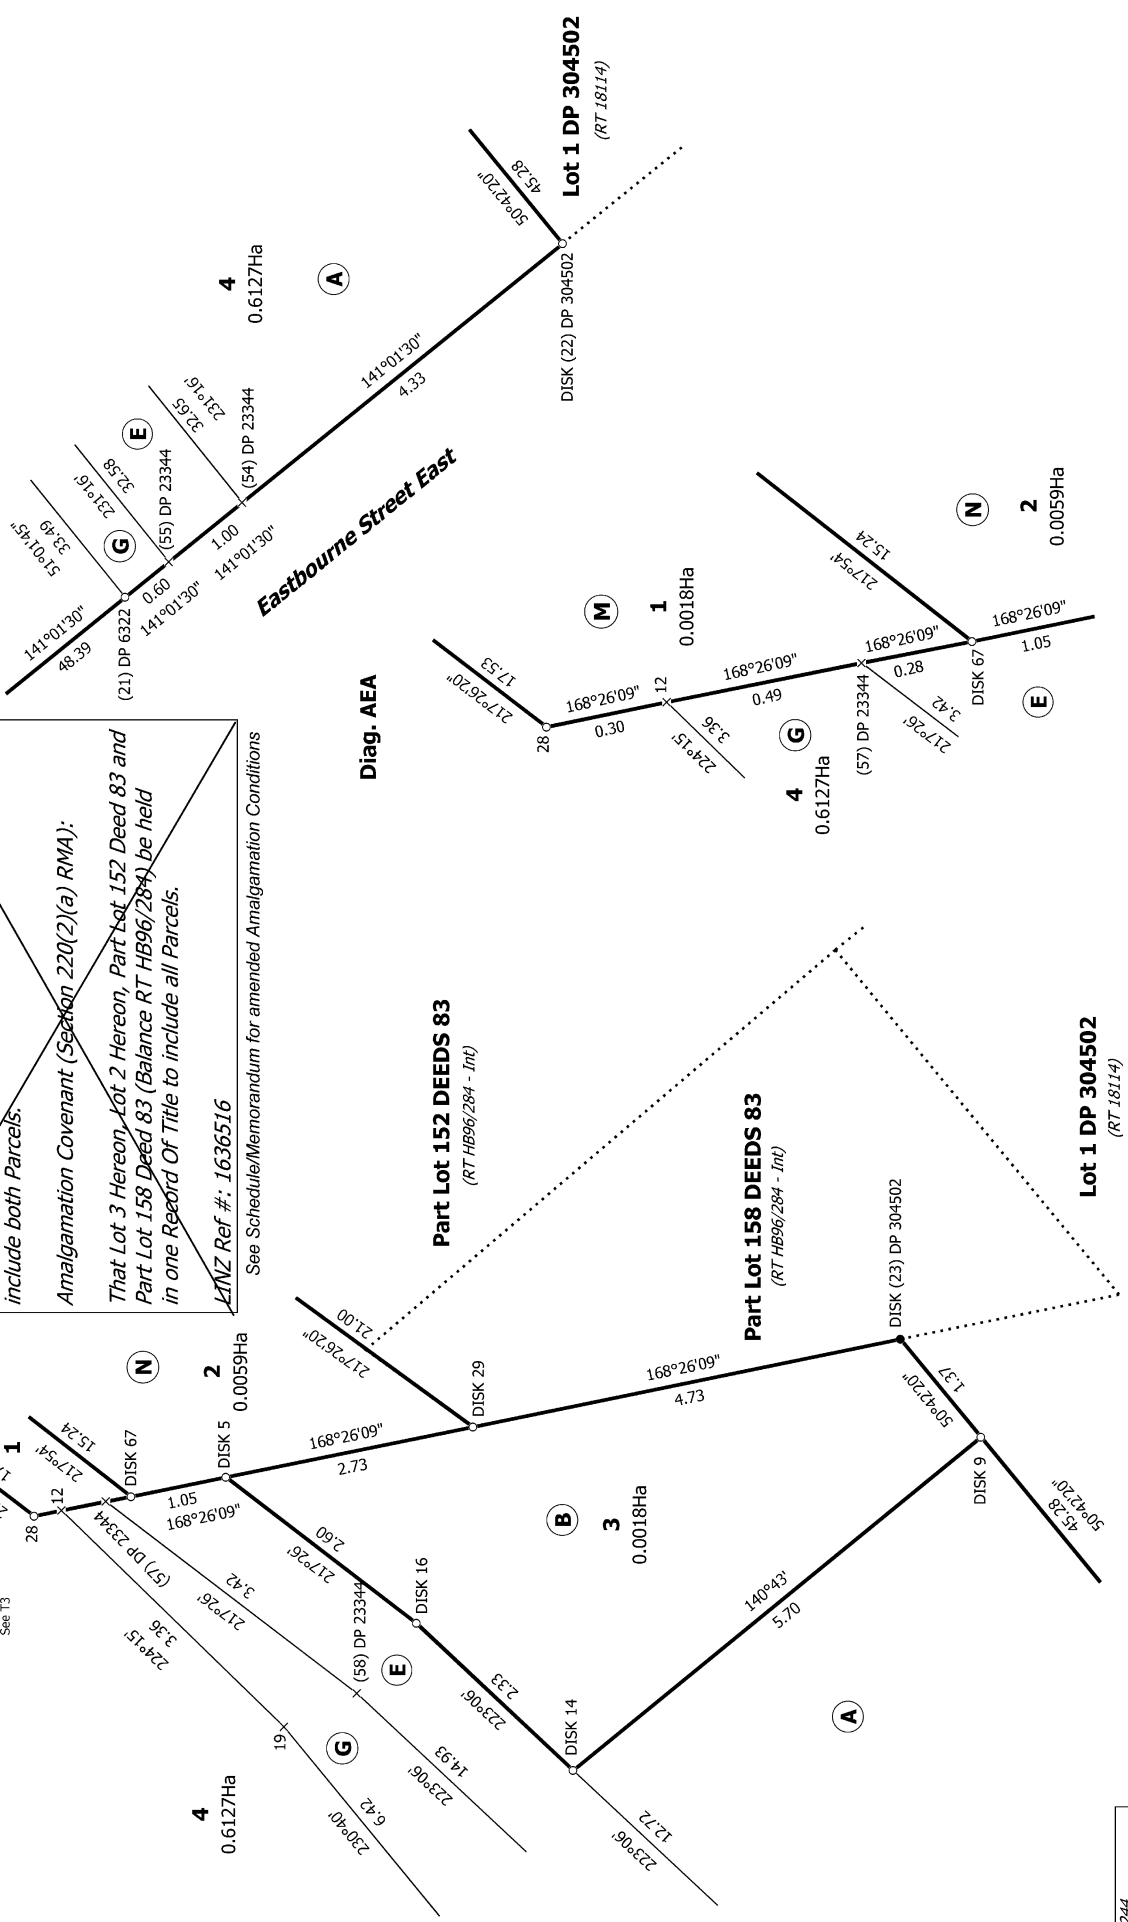 include both Parcels.
Amalgamation Covenant (Section 220(2)(a) RMA):
That Lot 3 Hereon, Lot 2 Hereon, Part Lot 152 Deed 83 and
Part Lot 158 Deed 83 (Balance RT HB96/284) be held
in one Record Of Title to include all Parcels.
LINZ Ref #: 1636516
See Schedule/Memorandum for amended Amalgamation Conditions
141°01'30"
48.39
(21) DP 6322
51°01'45"
33.49
G
0.60
141°01'30"
231°16'
32.58
(55) DP 23344
E
1.00
141°01'30"
231°16'
32.65
(54) DP 23344
4
0.6127Ha
A
141°01'30"
4.33
50°42'20"
45.28
DISK (22) DP 304502
Lot 1 DP 304502
(RT 18114)
Eastbourne Street East
Diag. AEA
28
217°26'20"
17.53
168°26'09"
0.30
12
M
1
0.0018Ha
224°15'
3.36
168°26'09"
0.49
G
4
0.6127Ha
(57) DP 23344
168°26'09"
0.28
217°26'
3.42
DISK 67
217°54'
15.24
N
2
0.0059Ha
168°26'09"
1.05
E
See T3
1
28
12
217°54'
15.24
DISK 67
N
2
0.0059Ha
(57) DP 23344
1.05
168°26'09"
DISK 5
224°15'
3.36
217°26'
3.42
217°26'
2.60
168°26'09"
2.73
217°26'20"
21.00
DISK 29
Part Lot 152 DEEDS 83
(RT HB96/284 - Int)
19
(58) DP 23344
E
G
4
0.6127Ha
230°40'
6.42
223°06'
14.93
DISK 16
223°06'
2.33
DISK 14
223°06'
12.72
B
3
0.0018Ha
168°26'09"
4.73
Part Lot 158 DEEDS 83
(RT HB96/284 - Int)
140°43'
5.70
A
DISK (23) DP 304502
50°42'20"
1.37
DISK 9
45.28
50°42'20"
Lot 1 DP 304502
(RT 18114)
244